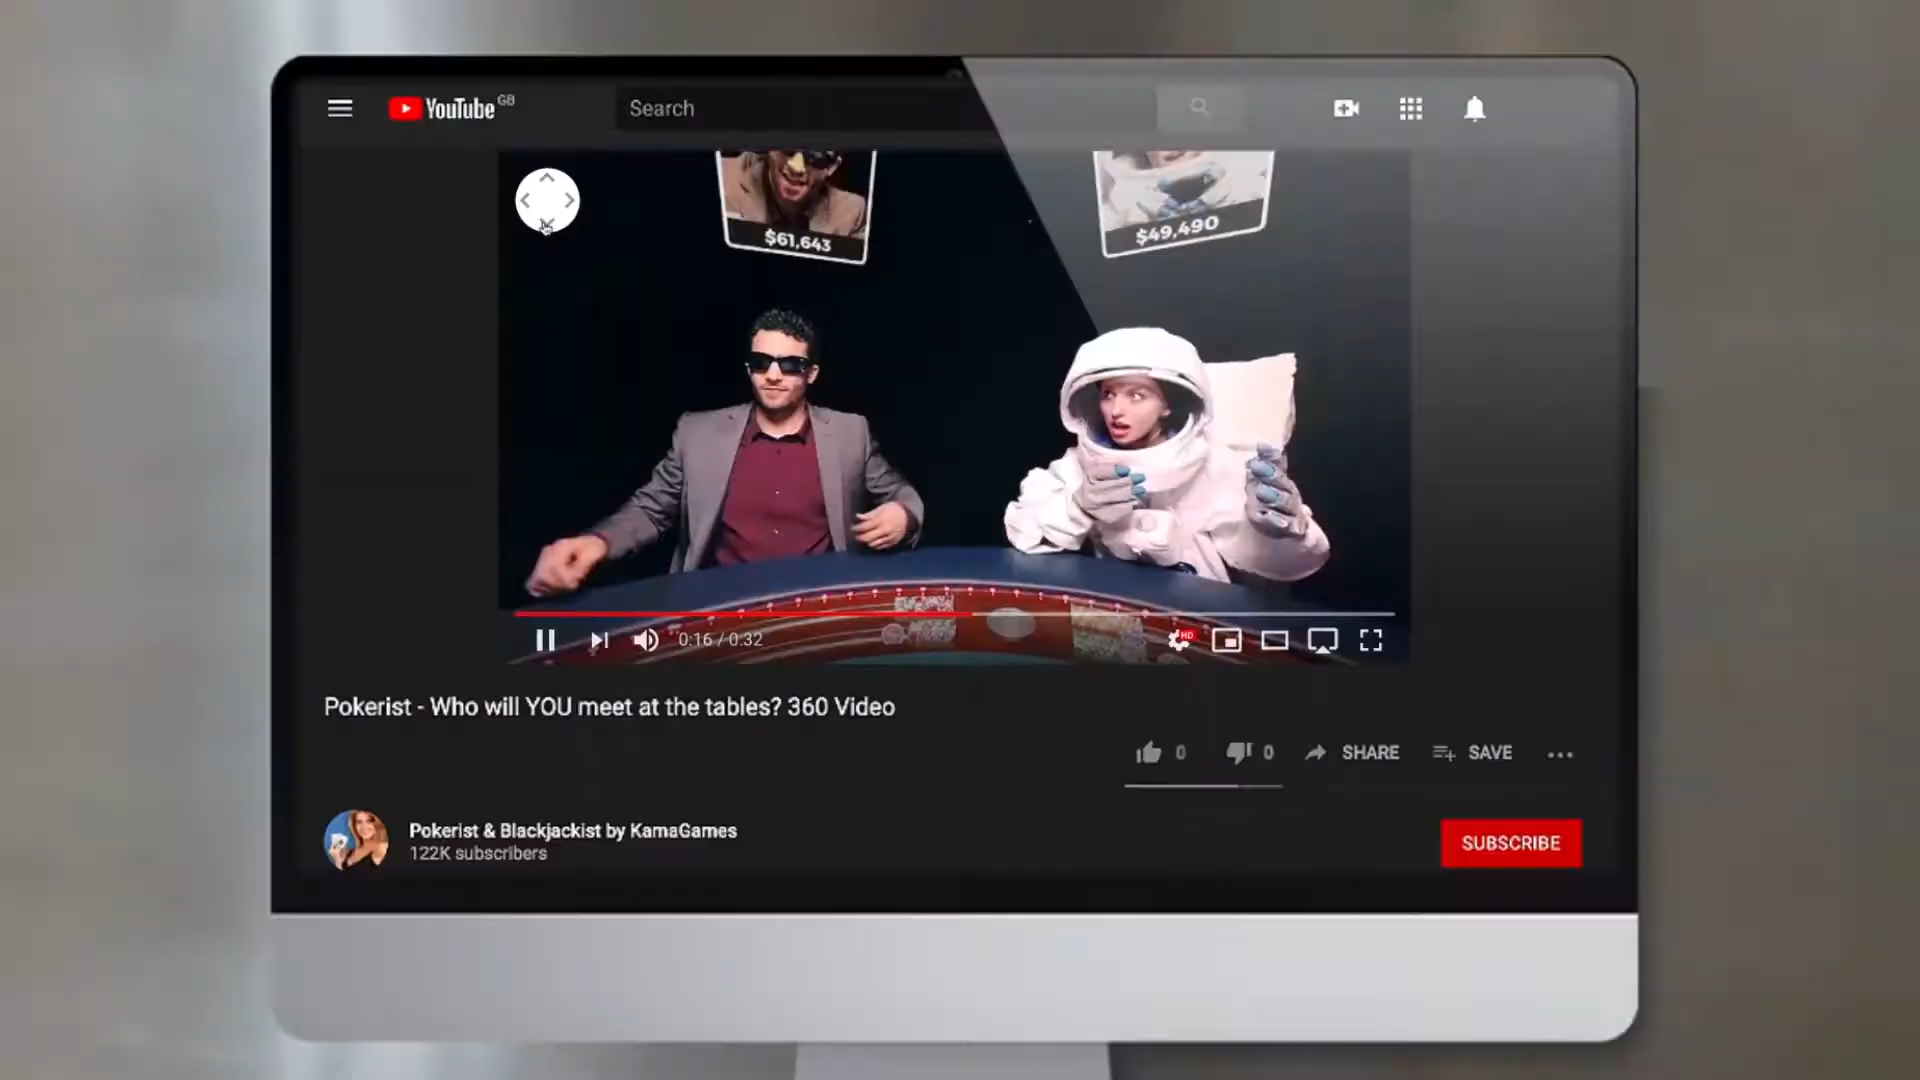 YouTube GB
Search
$61,643
$49,490
0:16 / 0:32
HD
Pokerist - Who will YOU meet at the tables? 360 Video
0
0
SHARE
SAVE
Pokerist & Blackjackist by KamaGames
122K subscribers
SUBSCRIBE